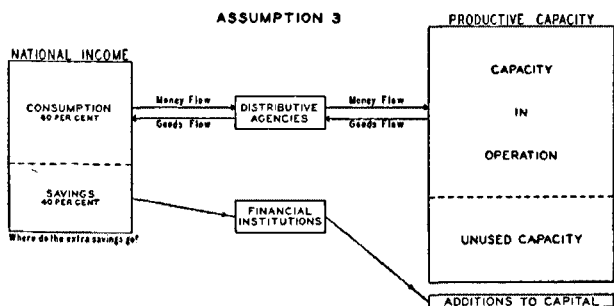 ASSUMPTION 3
PRODUCTIVE CAPACITY
NATIONAL INCOME
CONSUMPTION
60 PER CENT
Money Flow
Goods Flow
DISTRIBUTIVE
AGENCIES
Money Flow
Goods Flow
CAPACITY
IN
OPERATION
SAVINGS
40 PER CENT
FINANCIAL
INSTITUTIONS
UNUSED CAPACITY
Where do the extra savings go?
ADDITIONS TO CAPITAL